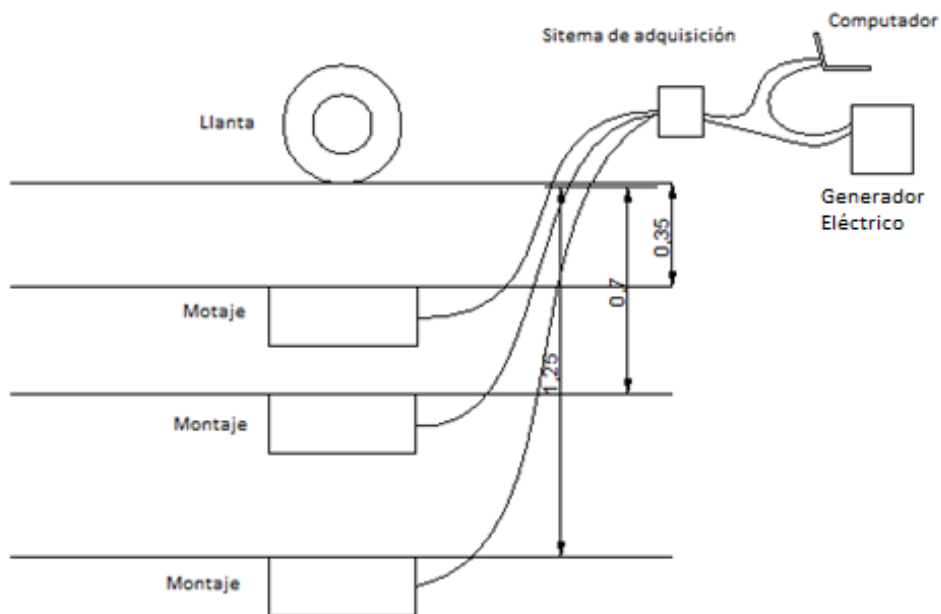 Computador
Sitema de adquisición
Llanta
Generador
Eléctrico
0,35
0,7
Motaje
1,25
Montaje
Montaje